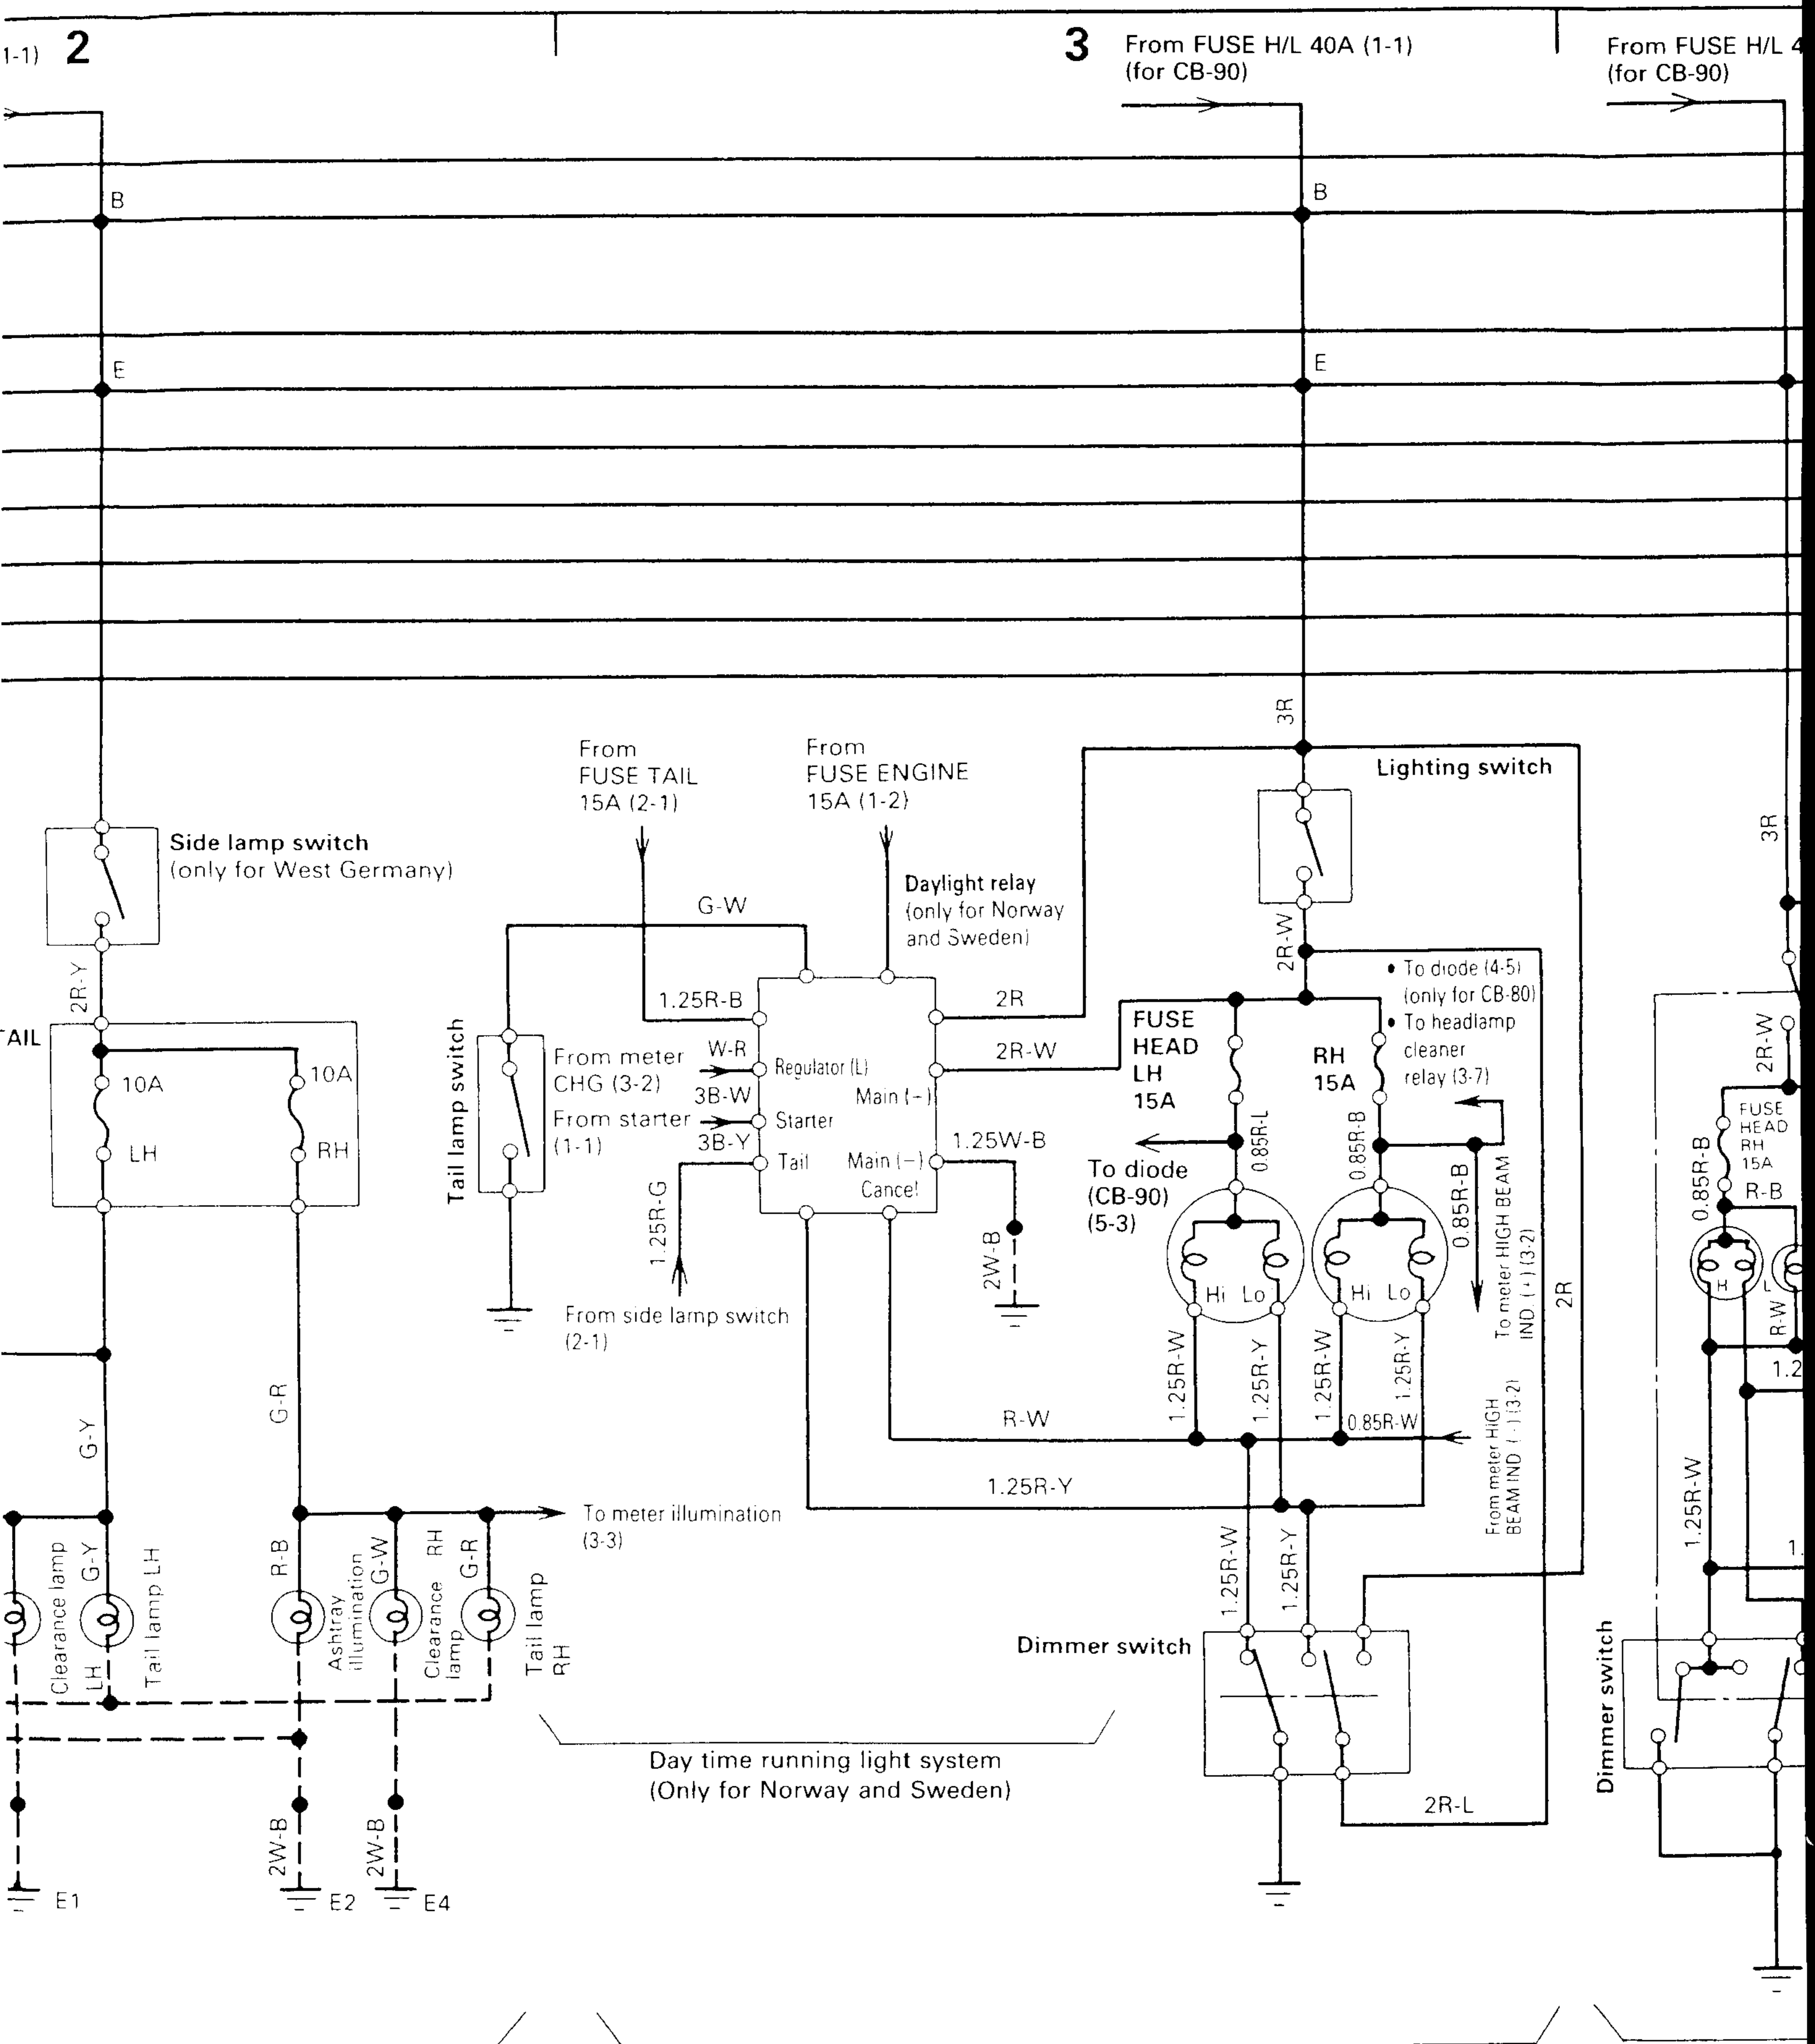 1-1)
2
3
From FUSE H/L 40A (1-1)
(for CB-90)
From FUSE H/L 4
(for CB-90)
B
B
E
E
3R
3R
From
FUSE TAIL
15A (2-1)
From
FUSE ENGINE
15A (1-2)
Lighting switch
Side lamp switch
(only for West Germany)
Daylight relay
(only for Norway
and Sweden)
G-W
2R-W
2R-Y
• To diode (4-5)
(only for CB-80)
• To headlamp
cleaner
relay (3-7)
1.25R-B
2R
FUSE
HEAD
LH
15A
RH
15A
TAIL
10A
10A
LH
RH
Tail lamp switch
From meter
CHG (3-2)
W-R
Regulator (L)
2R-W
Main (-)
3B-W
From starter
(1-1)
Starter
3B-Y
Tail
Main (-)
Cancel
1.25W-B
1.25R-G
2W-B
From side lamp switch
(2-1)
0.85R-L
0.85R-B
0.85R-B
To diode
(CB-90)
(5-3)
To meter HIGH BEAM
IND. (+) (3-2)
2R
Hi Lo
Hi Lo
1.25R-W
1.25R-Y
1.25R-W
1.25R-Y
2R-W
FUSE
HEAD
RH
15A
0.85R-B
R-B
H
L
R-W
1.2
G-R
G-Y
R-W
0.85R-W
1.25R-Y
From meter HIGH
BEAM IND. (-) (3-2)
To meter illumination
(3-3)
1.25R-W
1.
Clearance lamp
LH
G-Y
Tail lamp LH
R-B
Ashtray
illumination
G-W
Clearance RH
lamp
G-R
Tail lamp
RH
1.25R-W
1.25R-Y
Dimmer switch
Dimmer switch
Day time running light system
(Only for Norway and Sweden)
2R-L
2W-B
2W-B
E1
E2
E4